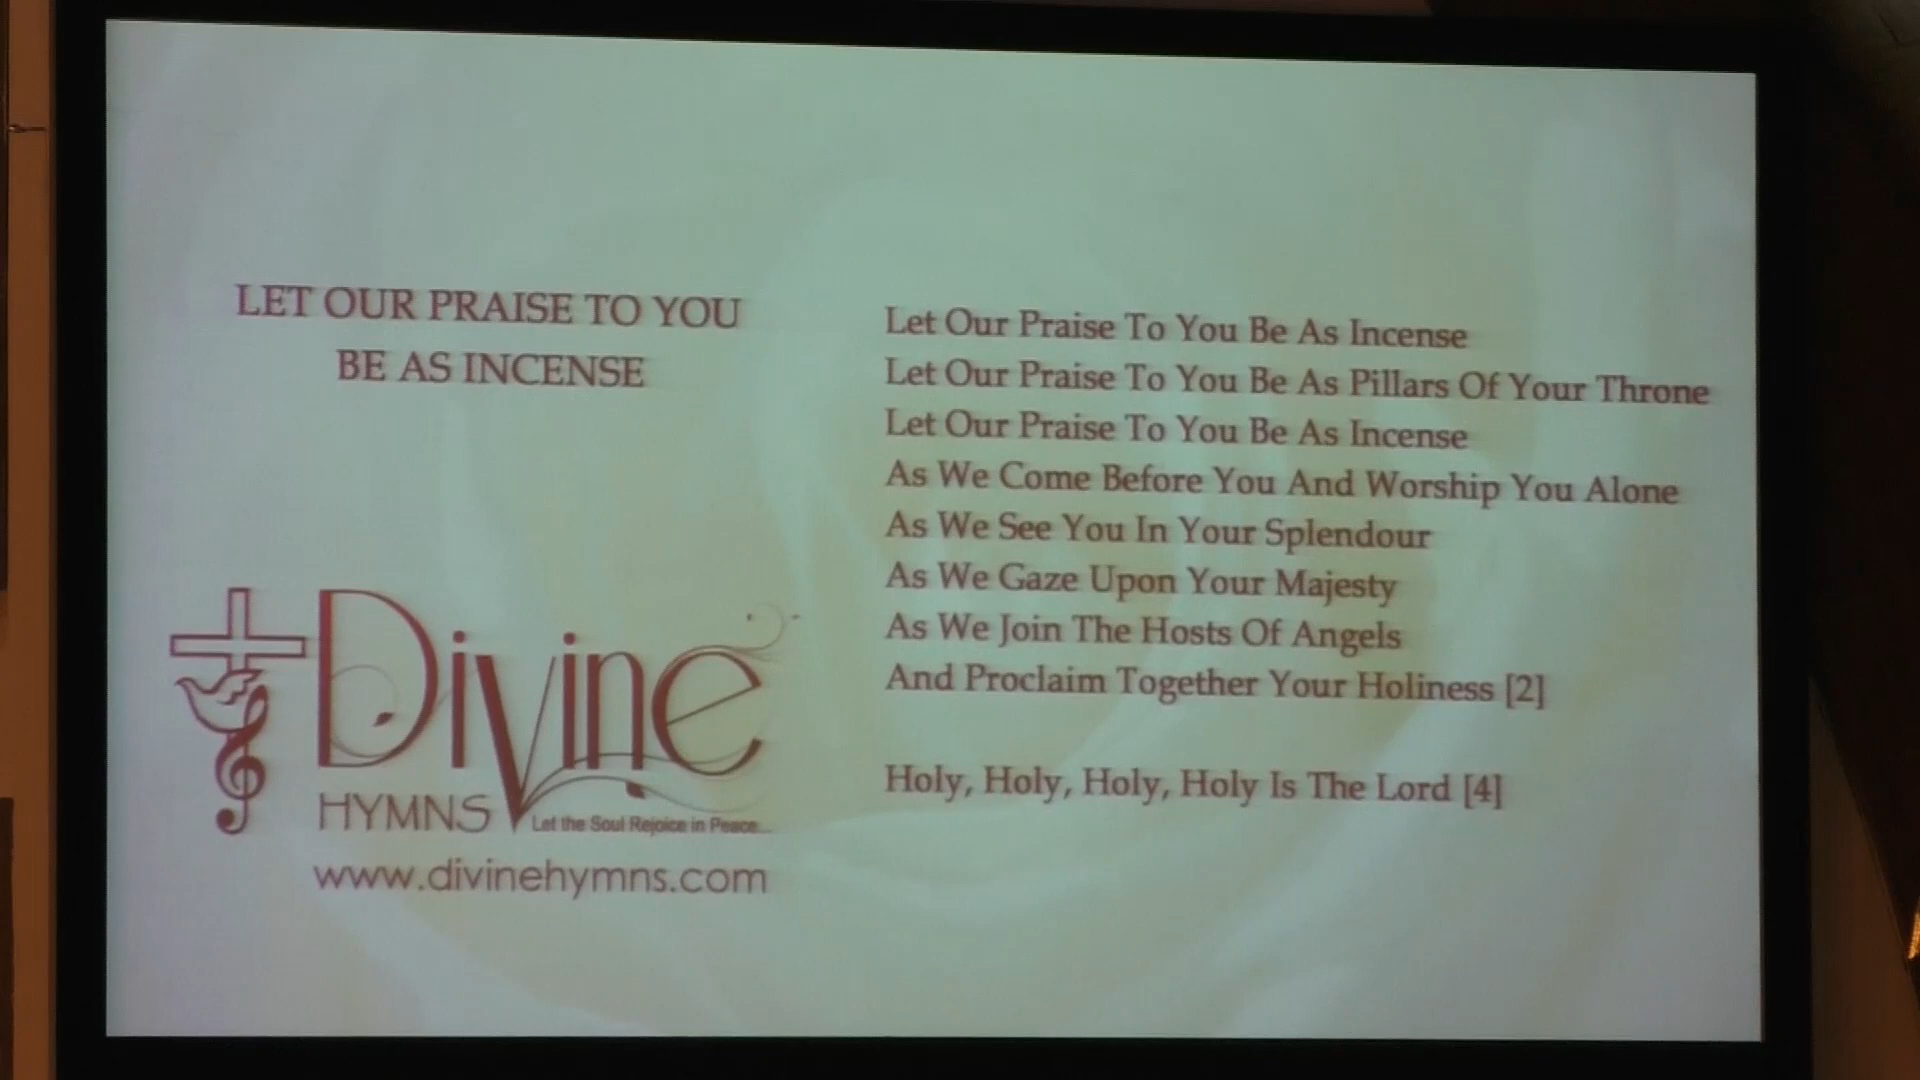 LET OUR PRAISE TO YOU
BE AS INCENSE
Let Our Praise To You Be As Incense
Let Our Praise To You Be As Pillars Of Your Throne
Let Our Praise To You Be As Incense
As We Come Before You And Worship You Alone
As We See You In Your Splendour
As We Gaze Upon Your Majesty
As We Join The Hosts Of Angels
And Proclaim Together Your Holiness [2]
Holy, Holy, Holy, Holy Is The Lord [4]
Divine
HYMNS
Let the Soul Rejoice in Peace...
www.divinehymns.com